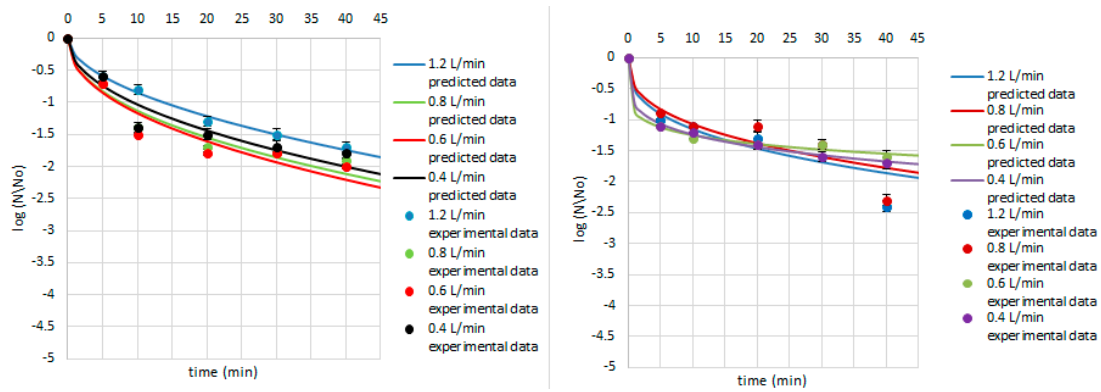 0 5 10 15 20 25 30 35 40 45
0
-0.5
-1
-1.5
-2
-2.5
-3
-3.5
-4
-4.5
-5
log (N\No)
time (min)
1.2 L/min
predicted data
0.8 L/min
predicted data
0.6 L/min
predicted data
0.4 L/min
predicted data
1.2 L/min
experimental data
0.8 L/min
experimental data
0.6 L/min
experimental data
0.4 L/min
experimental data
0 5 10 15 20 25 30 35 40 45
0
-0.5
-1
-1.5
-2
-2.5
-3
-3.5
-4
-4.5
-5
log (N\No)
time (min)
1.2 L/min
predicted data
0.8 L/min
predicted data
0.6 L/min
predicted data
0.4 L/min
predicted data
1.2 L/min
experimental data
0.8 L/min
experimental data
0.6 L/min
experimental data
0.4 L/min
experimental data